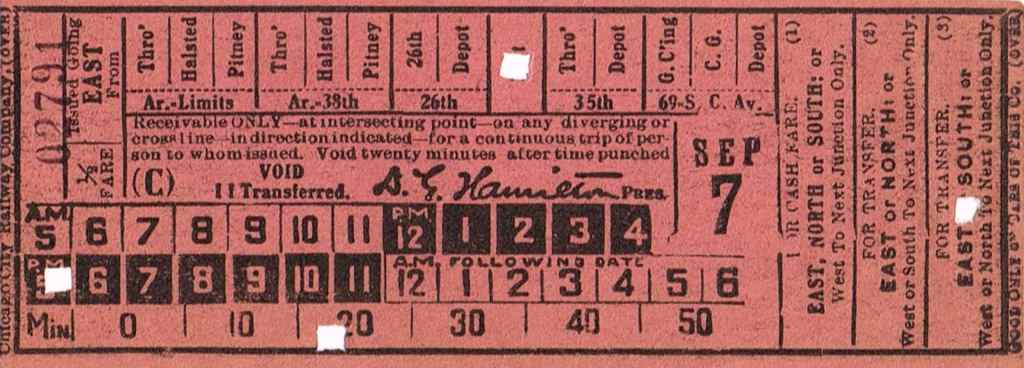 Chicago City Railway Company. (OVER)
02791
Issued Going
EAST
From
½
FARE
Thro' Halsted Pitney Thro' Halsted Pitney 26th Depot Thro' Depot G.C'ing C. G. Depot
Ar.-Limits Ar.-38th 26th 35th 69-S. C. Av.
Receivable ONLY—at intersecting point—on any diverging or
cross line—in direction indicated—for a continuous trip of per-
son to whom issued. Void twenty minutes after time punched
(C) VOID
If Transferred. D. G. Hamilton PRES.
SEP
7
A.M. 5 6 7 8 9 10 11 P.M. 12 1 2 3 4
P.M. 6 7 8 9 10 11 A.M. FOLLOWING DATE 12 1 2 3 4 5 6
MIN. 0 10 20 30 40 50
FOR CASH FARE. (1)
EAST, NORTH or SOUTH: or
West To Next Junction Only.
FOR TRANSFER. (2)
EAST or NORTH: or
West or South To Next Junction Only.
FOR TRANSFER. (3)
EAST or SOUTH: or
West or North To Next Junction Only.
GOOD ONLY ON CARS OF THIS Co. (OVER)